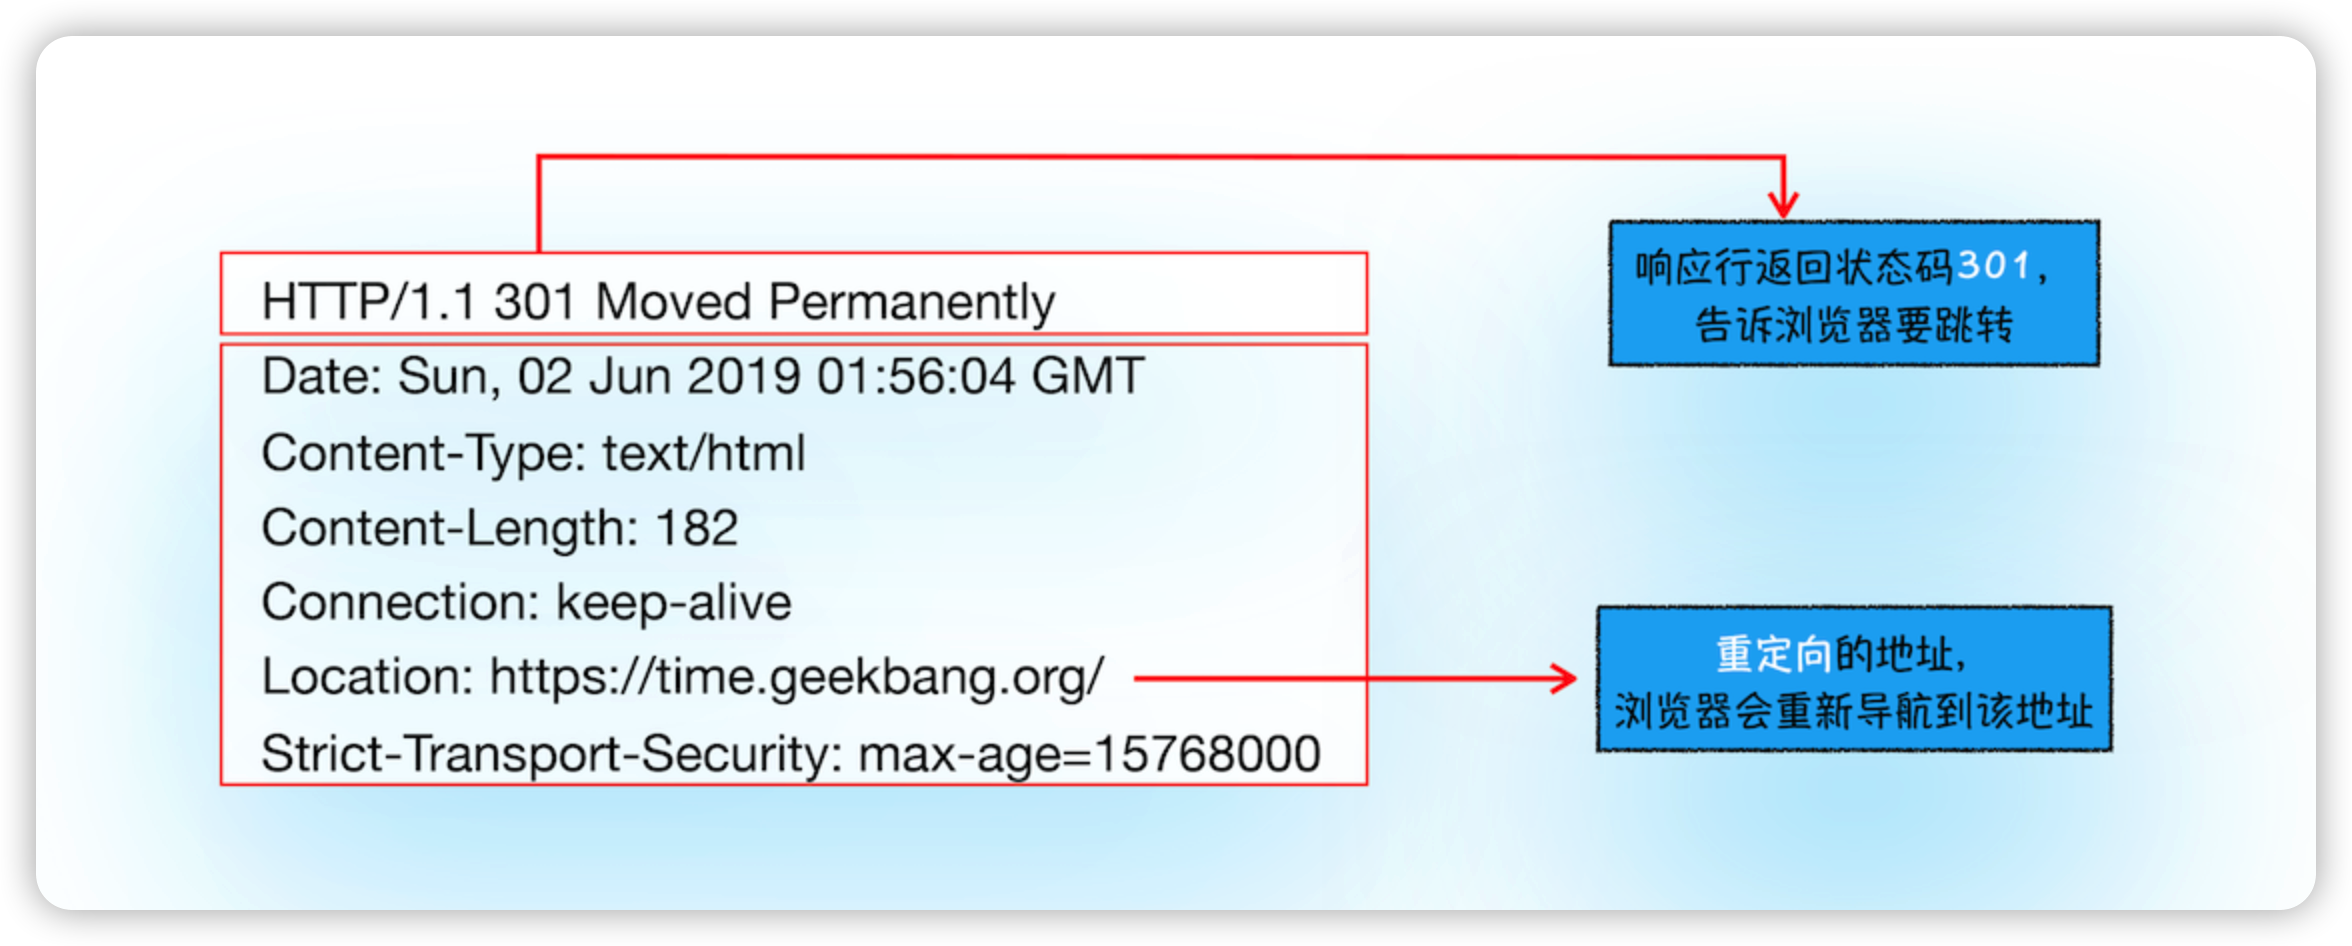 HTTP/1.1 301 Moved Permanently
Date: Sun, 02 Jun 2019 01:56:04 GMT
Content-Type: text/html
Content-Length: 182
Connection: keep-alive
Location: https://time.geekbang.org/
Strict-Transport-Security: max-age=15768000
响应行返回状态码301，
告诉浏览器要跳转
重定向的地址，
浏览器会重新导航到该地址